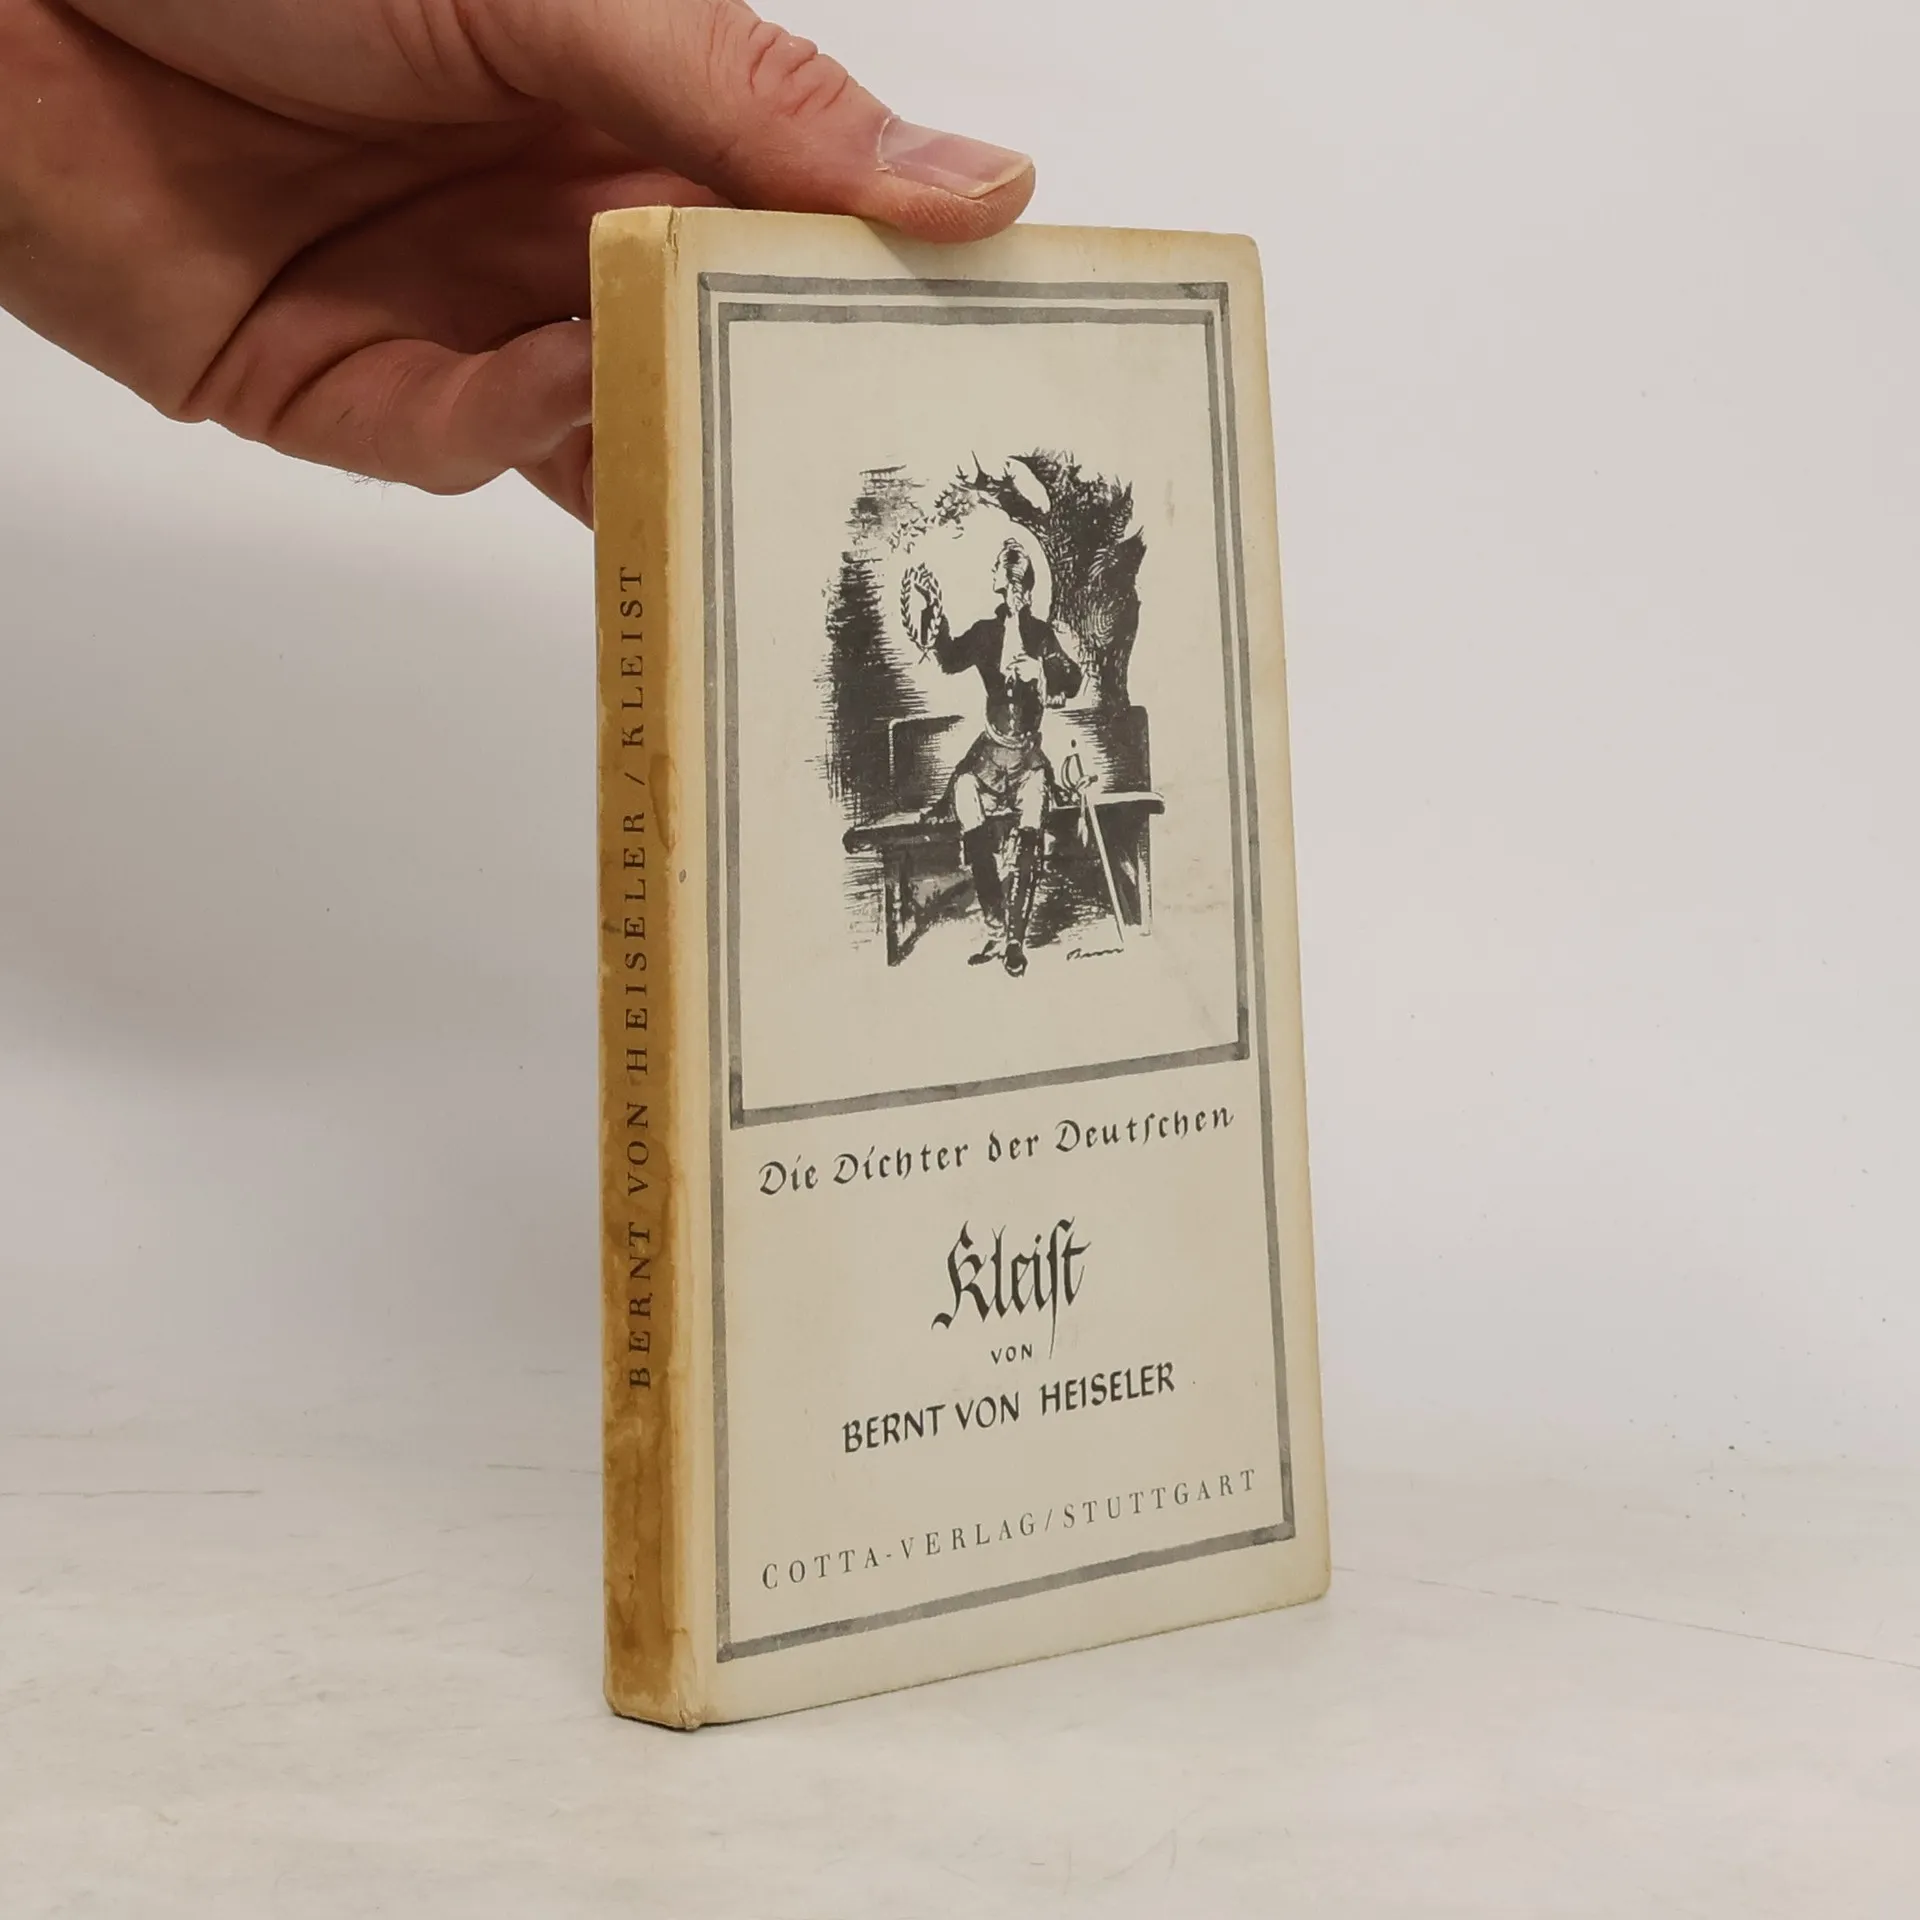 BERNT VON HEISELER / KLEIST
Die Dichter der Deutſchen
Kleiſt
VON
BERNT VON HEISELER
COTTA-VERLAG/STUTTGART